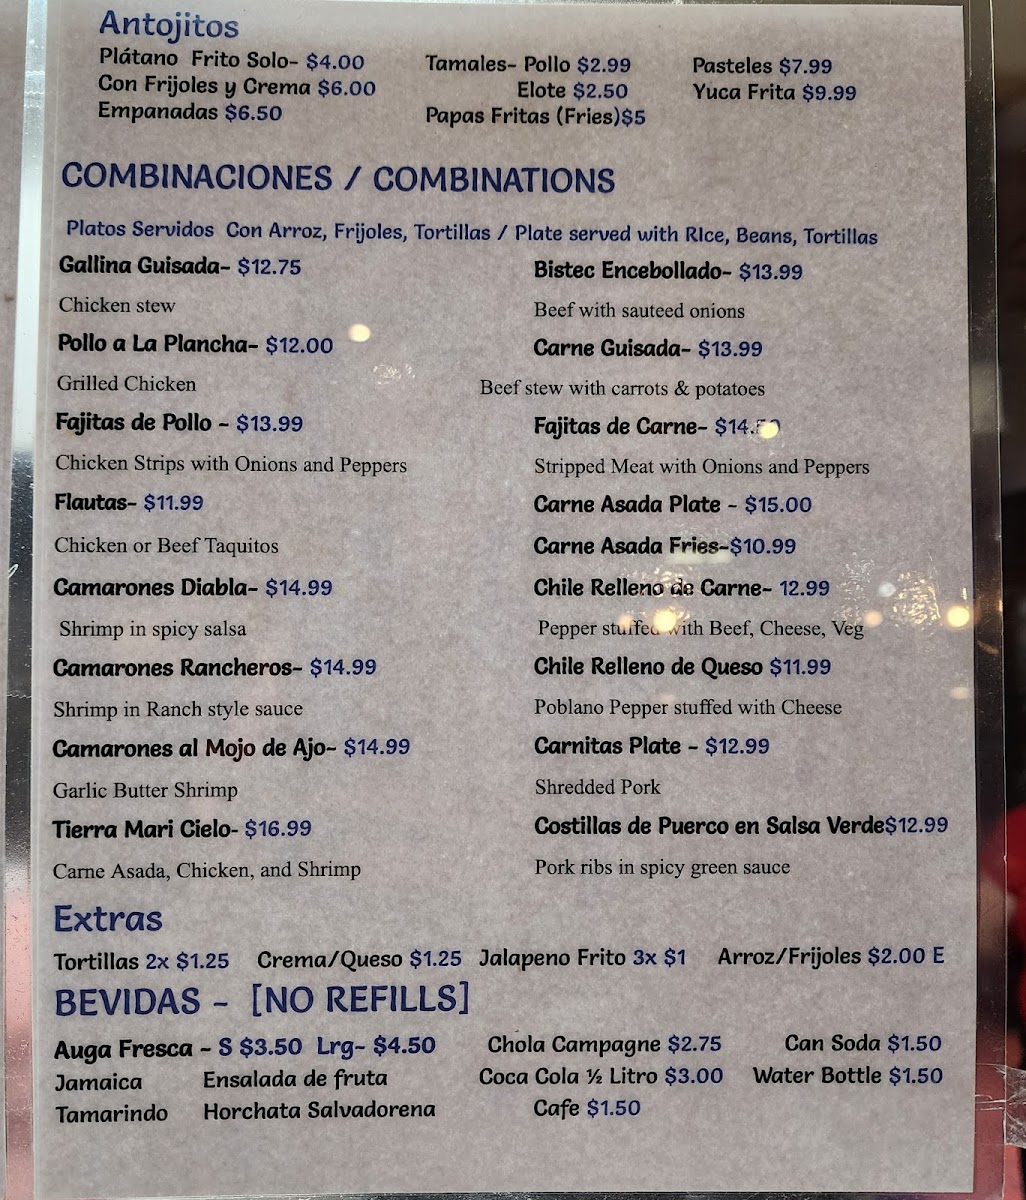 Antojitos
Plátano Frito Solo- $4.00
Con Frijoles y Crema $6.00
Empanadas $6.50
Tamales- Pollo $2.99
Elote $2.50
Papas Fritas (Fries)$5
Pasteles $7.99
Yuca Frita $9.99
COMBINACIONES / COMBINATIONS
Platos Servidos Con Arroz, Frijoles, Tortillas / Plate served with RIce, Beans, Tortillas
Gallina Guisada- $12.75
Chicken stew
Pollo a La Plancha- $12.00
Grilled Chicken
Fajitas de Pollo - $13.99
Chicken Strips with Onions and Peppers
Flautas- $11.99
Chicken or Beef Taquitos
Camarones Diabla- $14.99
Shrimp in spicy salsa
Camarones Rancheros- $14.99
Shrimp in Ranch style sauce
Camarones al Mojo de Ajo- $14.99
Garlic Butter Shrimp
Tierra Mari Cielo- $16.99
Carne Asada, Chicken, and Shrimp
Bistec Encebollado- $13.99
Beef with sauteed onions
Carne Guisada- $13.99
Beef stew with carrots & potatoes
Fajitas de Carne-
Stripped Meat with Onions and Peppers
Carne Asada Plate - $15.00
Carne Asada Fries-$10.99
Chile Relleno de Carne- 12.99
Pepper stuffed with Beef, Cheese, Veg
Chile Relleno de Queso $11.99
Poblano Pepper stuffed with Cheese
Carnitas Plate - $12.99
Shredded Pork
Costillas de Puerco en Salsa Verde$12.99
Pork ribs in spicy green sauce
Extras
Tortillas 2x $1.25 Crema/Queso $1.25 Jalapeno Frito 3x $1 Arroz/Frijoles $2.00 E
BEVIDAS - [NO REFILLS]
Auga Fresca - S $3.50 Lrg- $4.50
Jamaica Ensalada de fruta
Tamarindo Horchata Salvadorena
Chola Campagne $2.75
Coca Cola ½ Litro $3.00
Cafe $1.50
Can Soda $1.50
Water Bottle $1.50